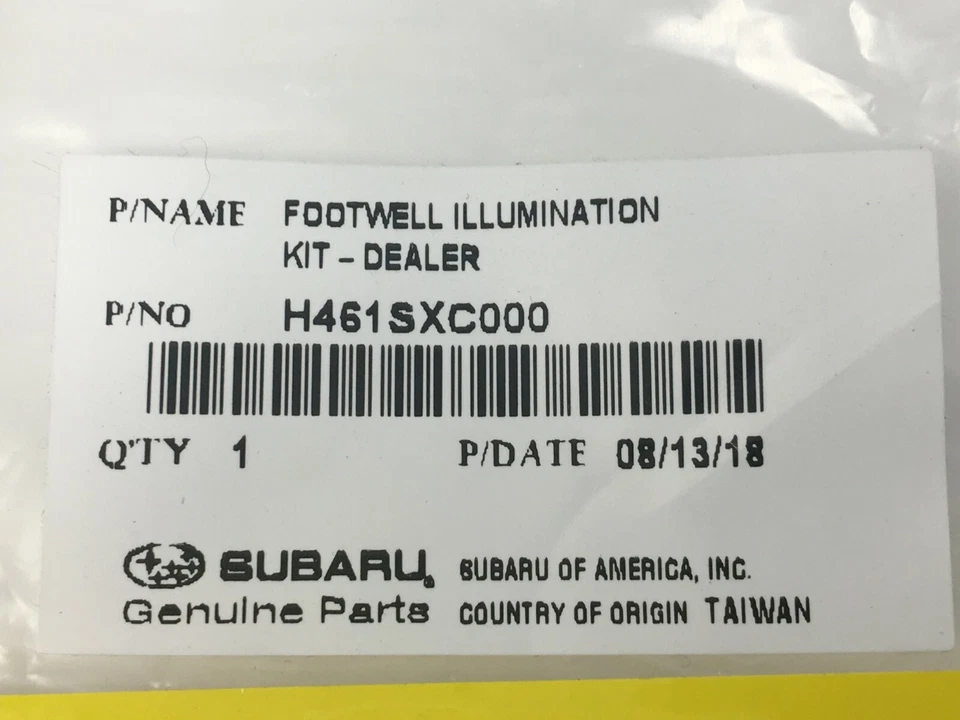 P/NAME FOOTWELL ILLUMINATION
KIT - DEALER
P/NO H461SXC000
Q'TY 1 P/DATE 08/13/18
SUBARU. SUBARU OF AMERICA, INC.
Genuine Parts COUNTRY OF ORIGIN TAIWAN